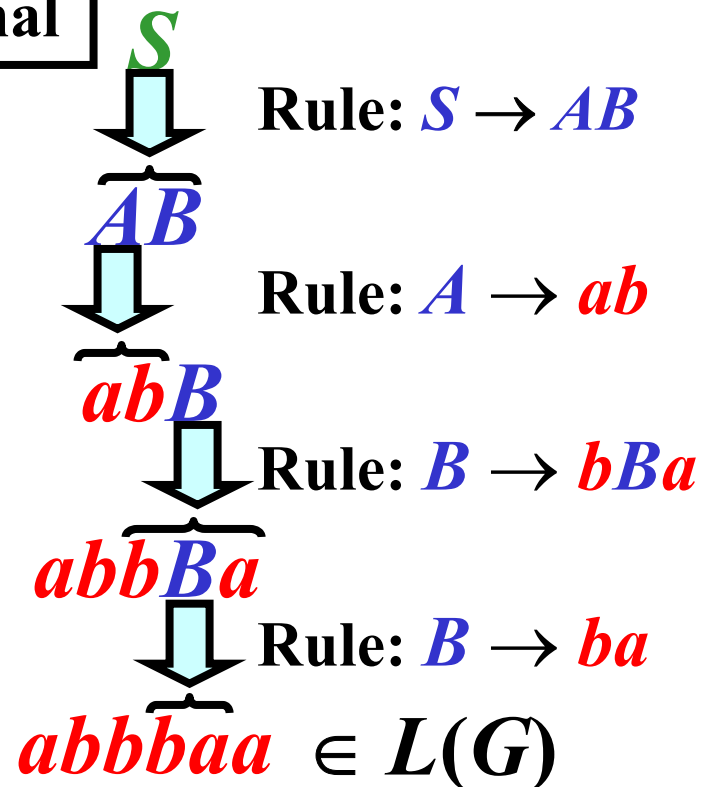 nal
S
Rule: S → AB
AB
Rule: A → ab
abB
Rule: B → bBa
abbBa
Rule: B → ba
abbbaa ∈ L(G)